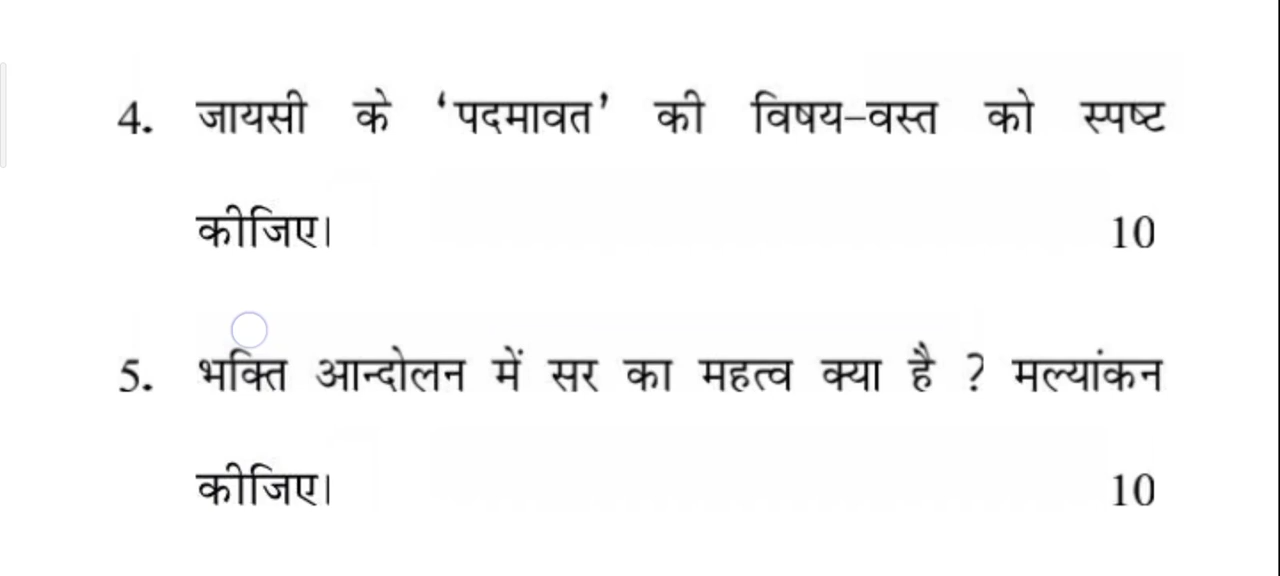 4. जायसी के ‘पदमावत’ की विषय-वस्त को स्पष्ट
कीजिए। 10
5. भक्ति आन्दोलन में सर का महत्व क्या है ? मल्यांकन
कीजिए। 10